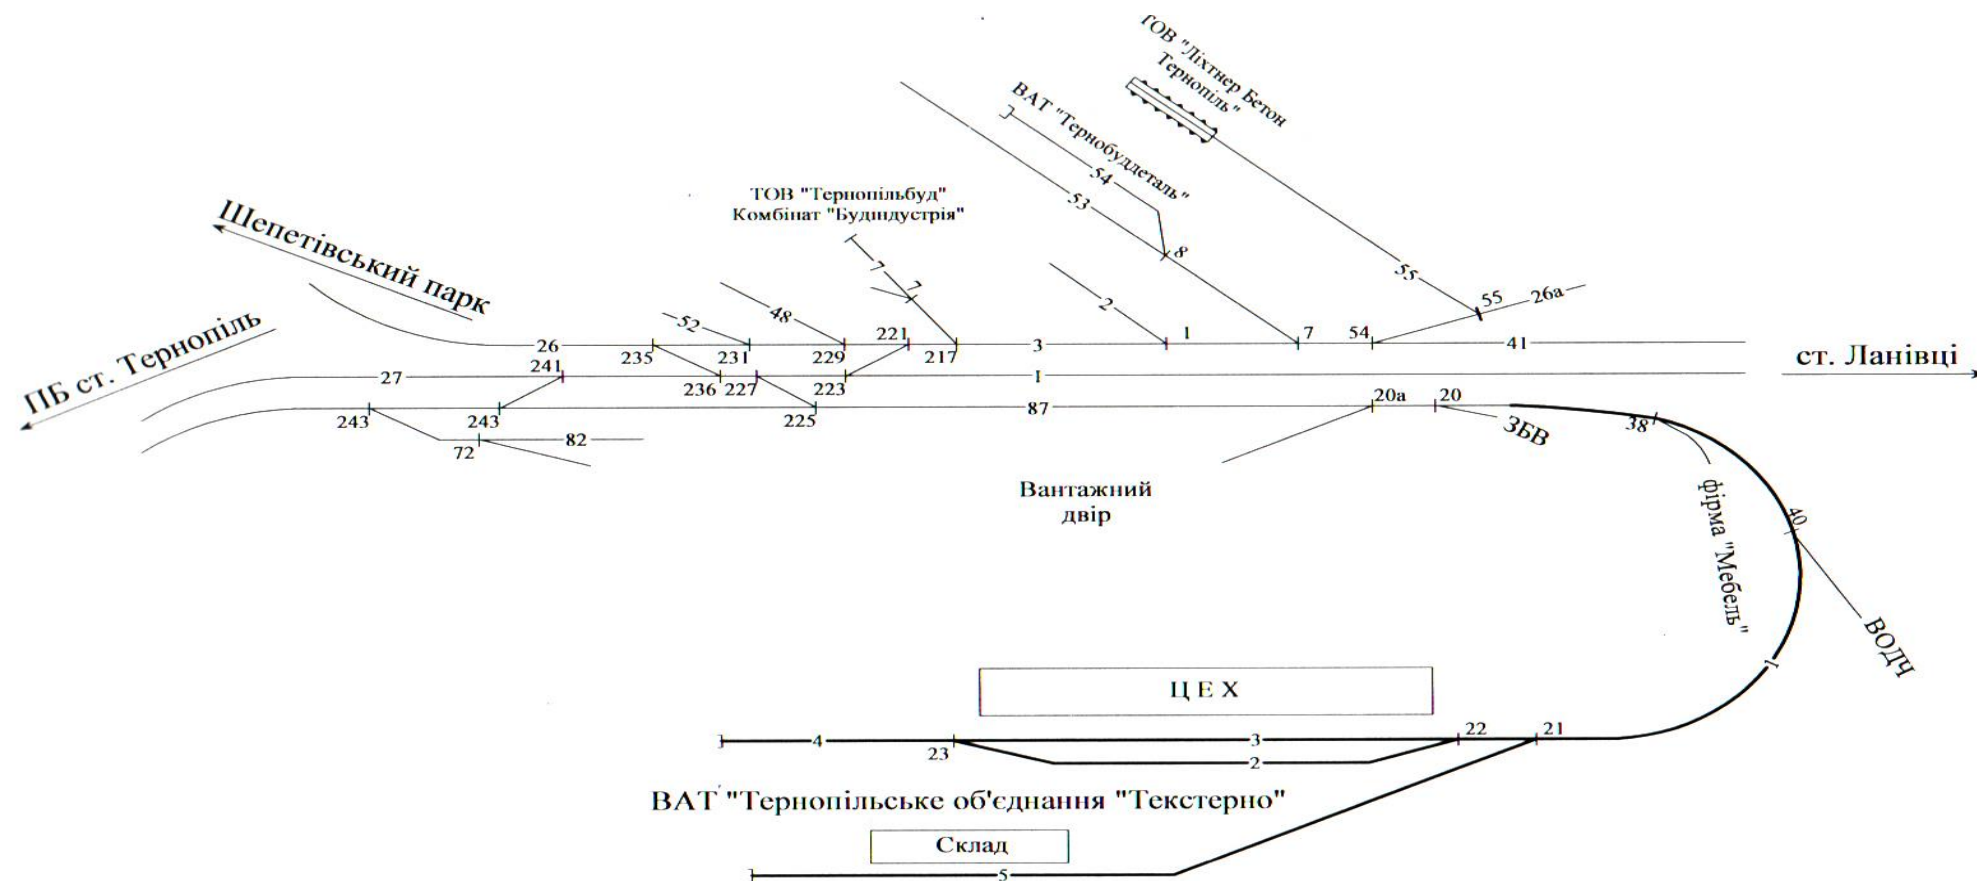 ТОВ "Ліхтнер Бетон
Тернопіль"
ВАТ "Тернобуддеталь"
54
53
8
ТОВ "Тернопільбуд"
Комбінат "Будіндустрія"
7
7
Шепетівський парк
ПБ ст. Тернопіль
55
55
26а
2
48
52
26
235
231
229
221
217
3
1
7
54
41
ст. Ланівці
27
241
236
227
223
1
243
243
225
87
20а
20
ЗБВ
38
72
82
Вантажний
двір
фірма "Мебель"
40
ВОДЧ
1
ЦЕХ
4
23
3
2
22
21
ВАТ "Тернопільське об'єднання "Текстерно"
Склад
5